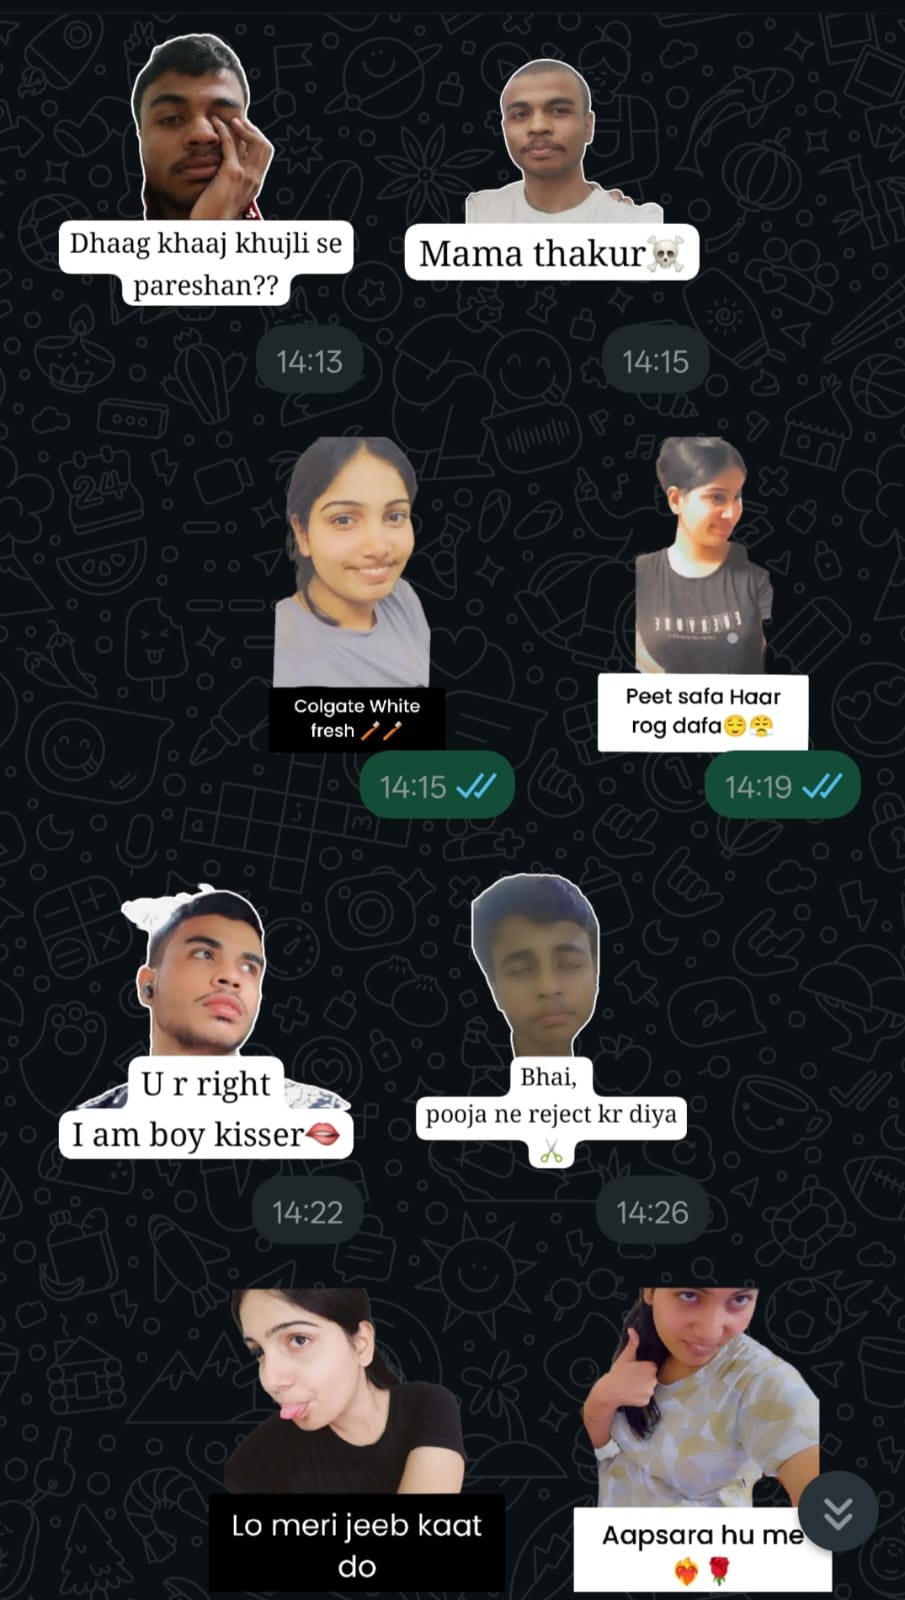 Dhaag khaaj khujli se
pareshan??
Mama thakur☠️
14:13
14:15
Colgate White
fresh 🪥🪥
Peet safa Haar
rog dafa😌😤
14:15
14:19
U r right
I am boy kisser🫦
Bhai,
pooja ne reject kr diya
✂️
14:22
14:26
Lo meri jeeb kaat
do
Aapsara hu me
❤️‍🔥🌹